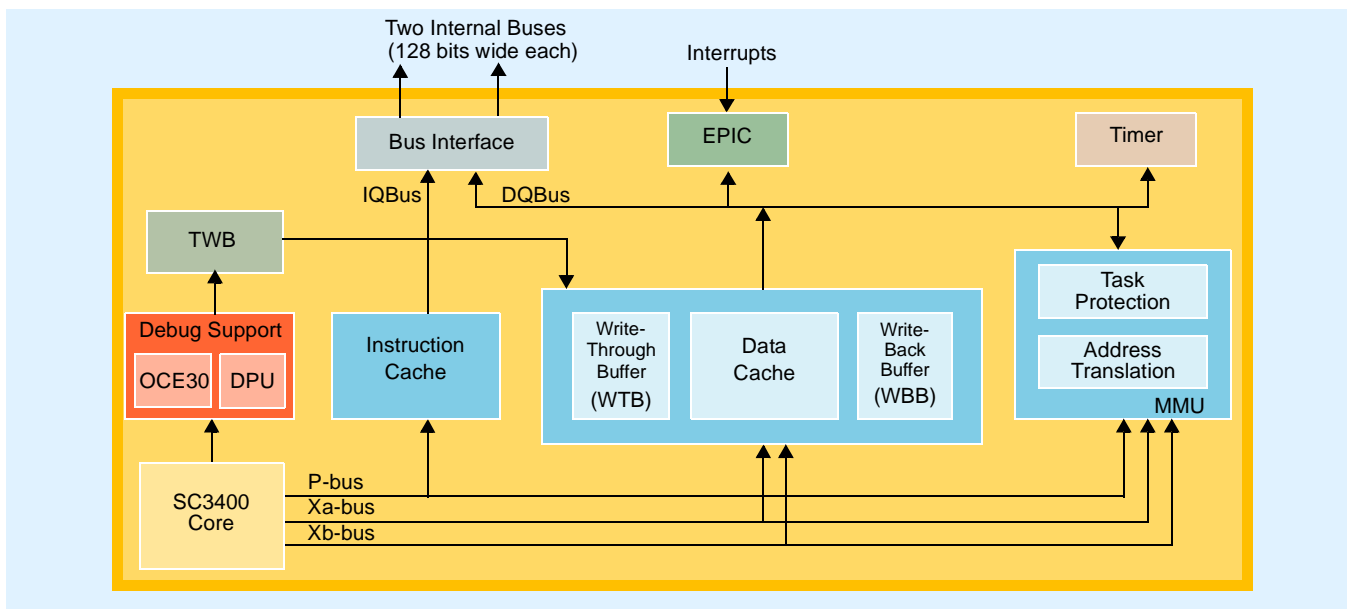 Two Internal Buses
(128 bits wide each)
Interrupts
Bus Interface
EPIC
Timer
IQBus
DQBus
TWB
Task
Protection
Address
Translation
MMU
Debug Support
OCE30
DPU
Instruction
Cache
Write-
Through
Buffer
(WTB)
Data
Cache
Write-
Back
Buffer
(WBB)
SC3400
Core
P-bus
Xa-bus
Xb-bus